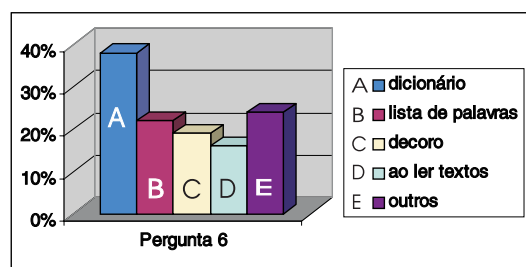 40%
30%
20%
10%
0%
A
B
C
D
E
Pergunta 6
A dicionário
B lista de palavras
C decoro
D ao ler textos
E outros